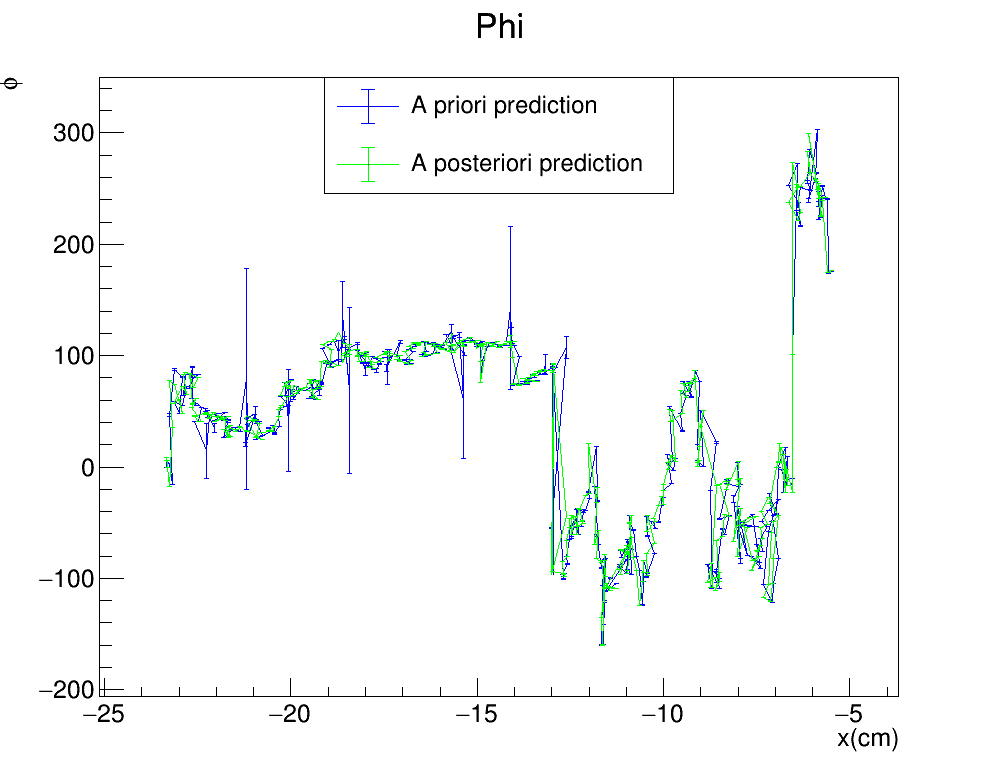 Phi
φ
A priori prediction
A posteriori prediction
300
200
100
0
−100
−200
−25 −20 −15 −10 −5
x(cm)